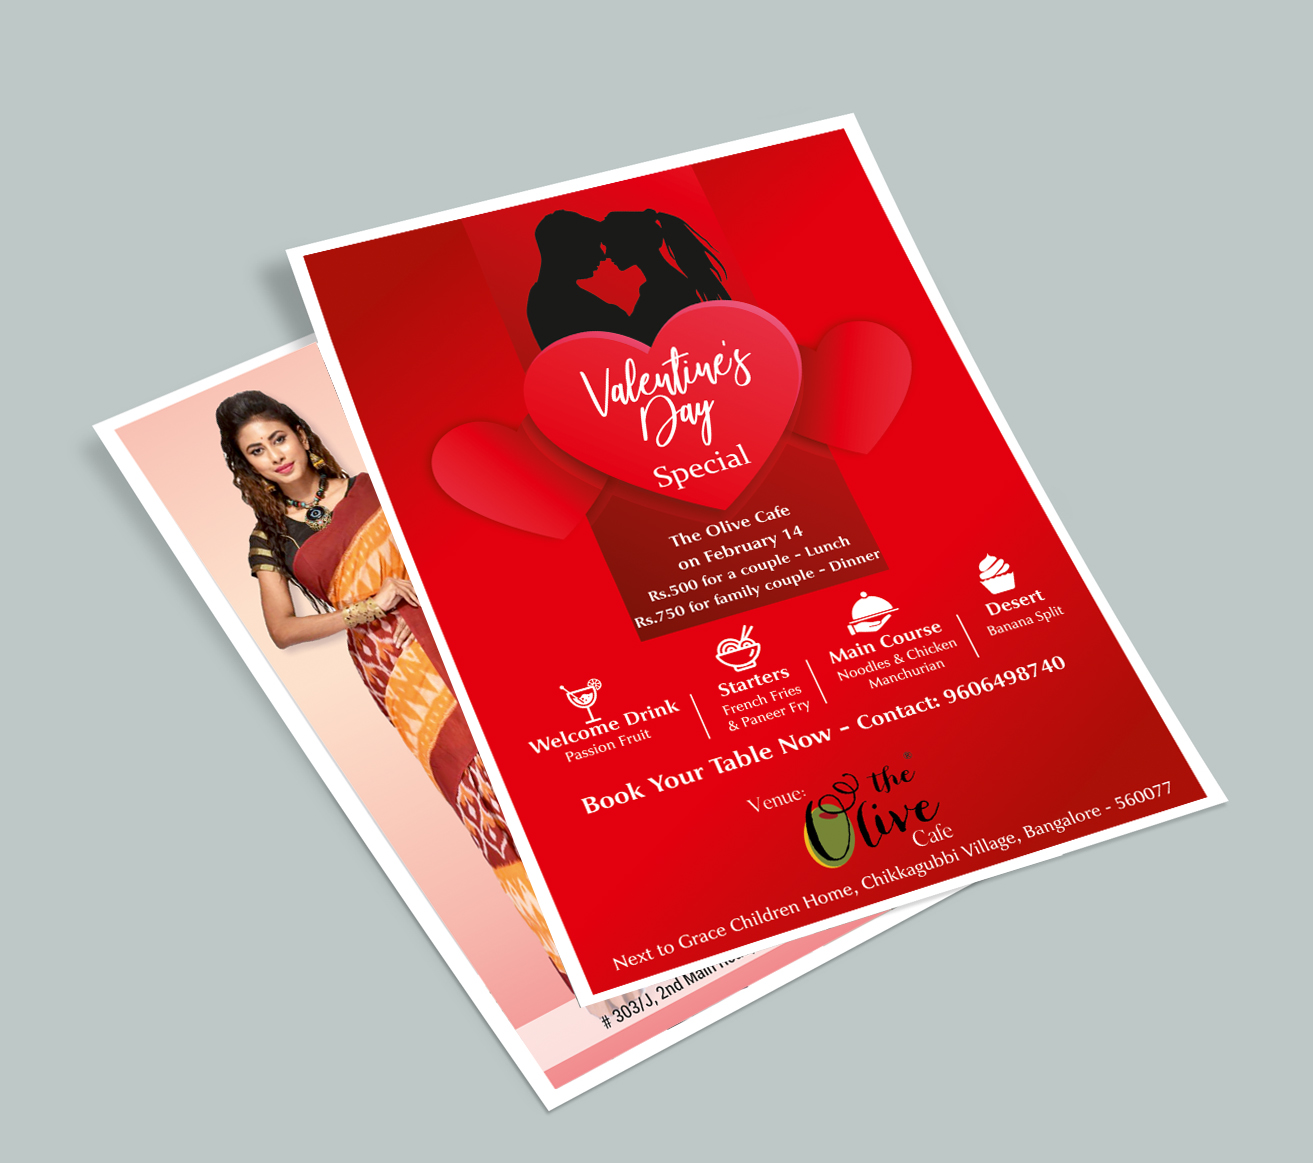 Valentine's
Day
Special
The Olive Cafe
on February 14
Rs.500 for a couple - Lunch
Rs.750 for family couple - Dinner
Welcome Drink
Passion Fruit
Starters
French Fries
& Paneer Fry
Main Course
Noodles & Chicken
Manchurian
Desert
Banana Split
Book Your Table Now - Contact: 9606498740
Venue:
the
Olive
Cafe
Next to Grace Children Home, Chikkagubbi Village, Bangalore - 560077
# 303/J, 2nd Main